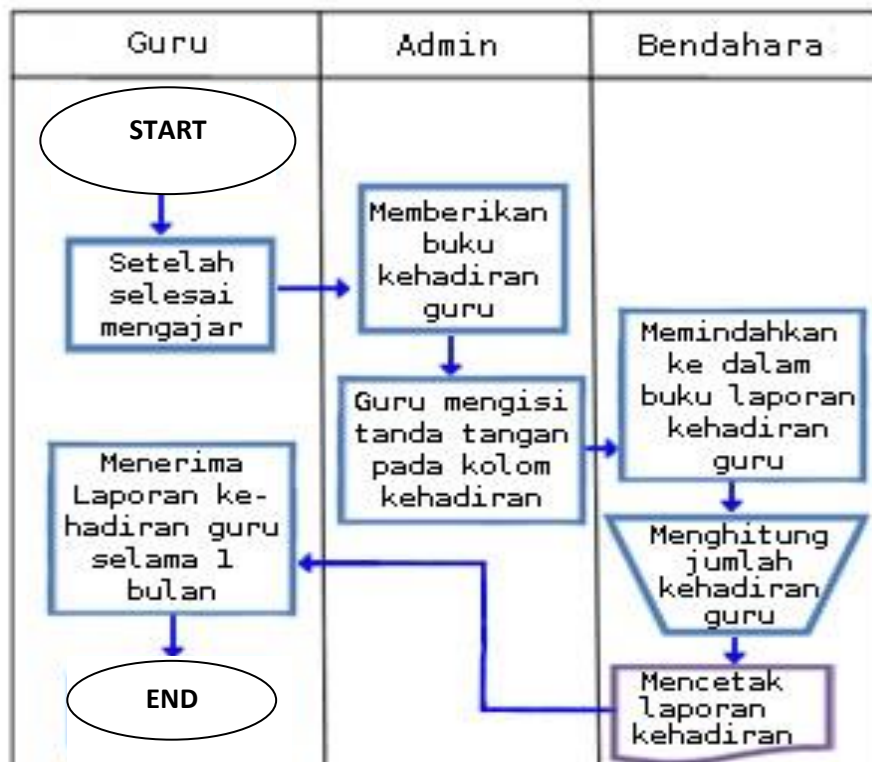 Guru
Admin
Bendahara
START
Setelah
selesai
mengajar
Memberikan
buku
kehadiran
guru
Guru mengisi
tanda tangan
pada kolom
kehadiran
Memindahkan
ke dalam
buku laporan
kehadiran
guru
Menghitung
jumlah
kehadiran
guru
Mencetak
laporan
kehadiran
Menerima
Laporan ke-
hadiran guru
selama 1
bulan
END